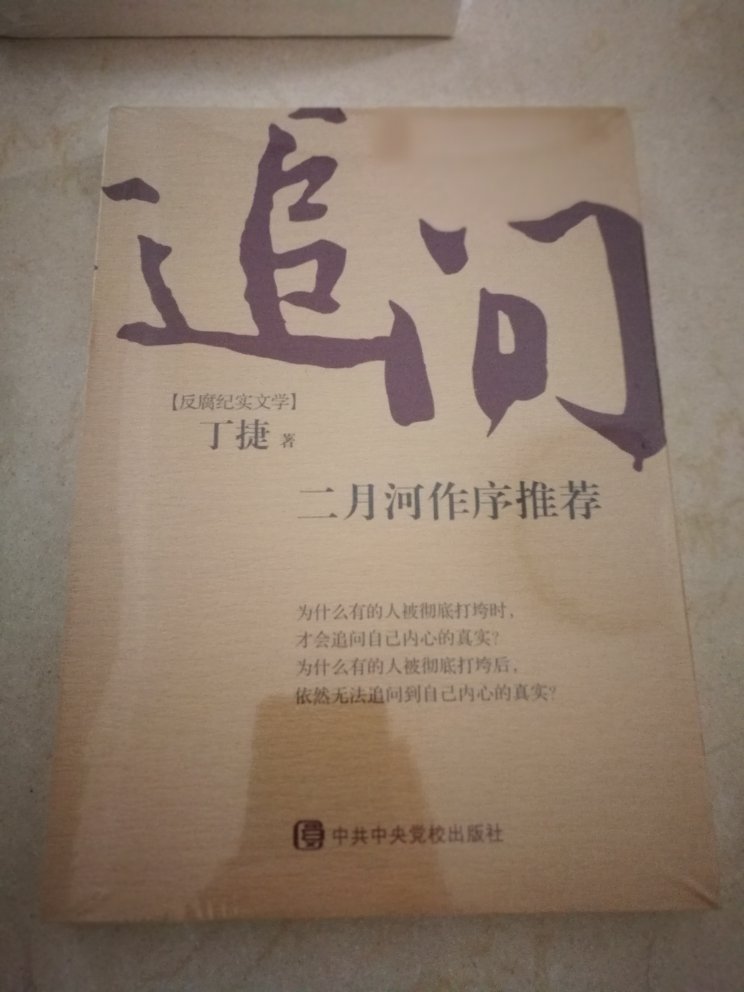 追问
【反腐纪实文学】
丁捷 著
二月河作序推荐
为什么有的人被彻底打垮时，
才会追问自己内心的真实？
为什么有的人被彻底打垮后，
依然无法追问到自己内心的真实？
中共中央党校出版社